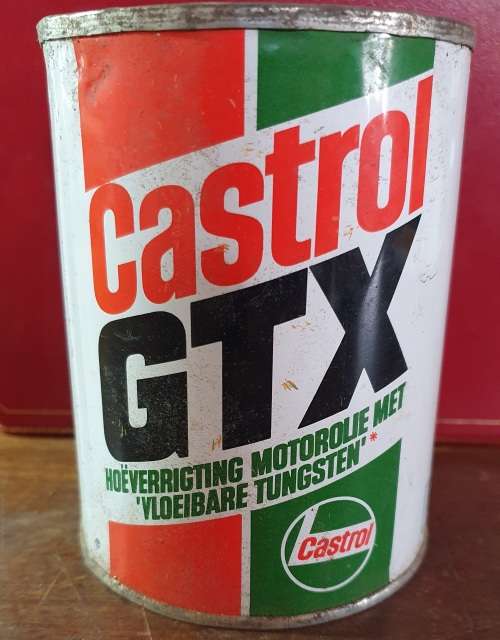 Castrol
GTX
HOËVERRIGTING MOTOROLIE MET
'VLOEIBARE TUNGSTEN'*
Castrol